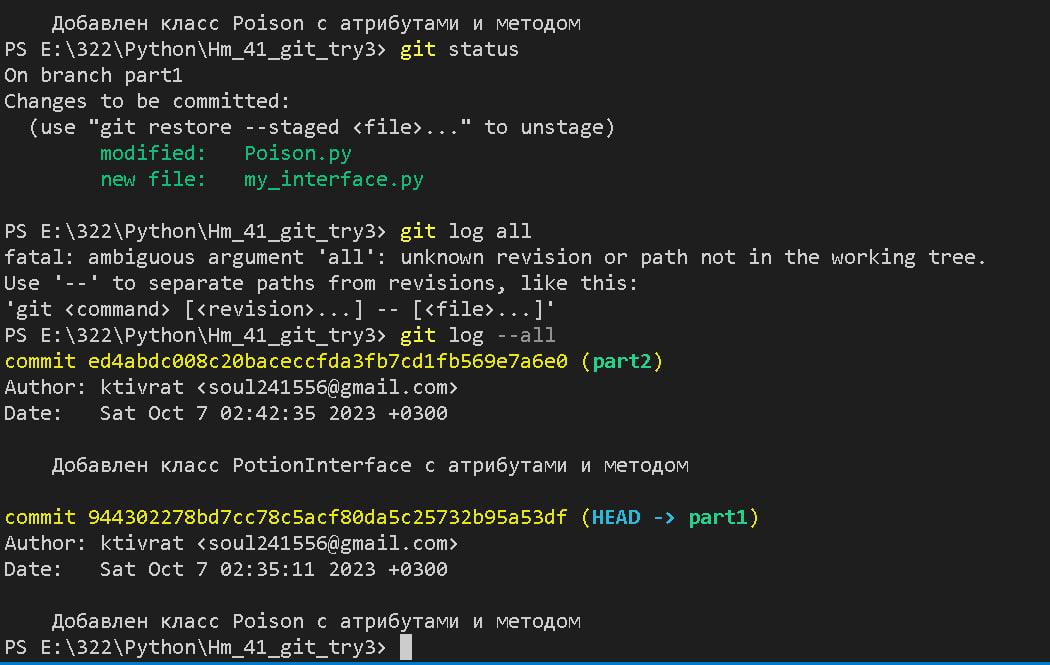 Добавлен класс Poison с атрибутами и методом
PS E:\322\Python\Hm_41_git_try3> git status
On branch part1
Changes to be committed:
(use "git restore --staged <file>..." to unstage)
modified: Poison.py
new file: my_interface.py
PS E:\322\Python\Hm_41_git_try3> git log all
fatal: ambiguous argument 'all': unknown revision or path not in the working tree.
Use '--' to separate paths from revisions, like this:
'git <command> [<revision>...] -- [<file>...]'
PS E:\322\Python\Hm_41_git_try3> git log --all
commit ed4abdc008c20baceccfda3fb7cd1fb569e7a6e0 (part2)
Author: ktivrat <soul241556@gmail.com>
Date: Sat Oct 7 02:42:35 2023 +0300
Добавлен класс PotionInterface с атрибутами и методом
commit 944302278bd7cc78c5acf80da5c25732b95a53df (HEAD -> part1)
Author: ktivrat <soul241556@gmail.com>
Date: Sat Oct 7 02:35:11 2023 +0300
Добавлен класс Poison с атрибутами и методом
PS E:\322\Python\Hm_41_git_try3>